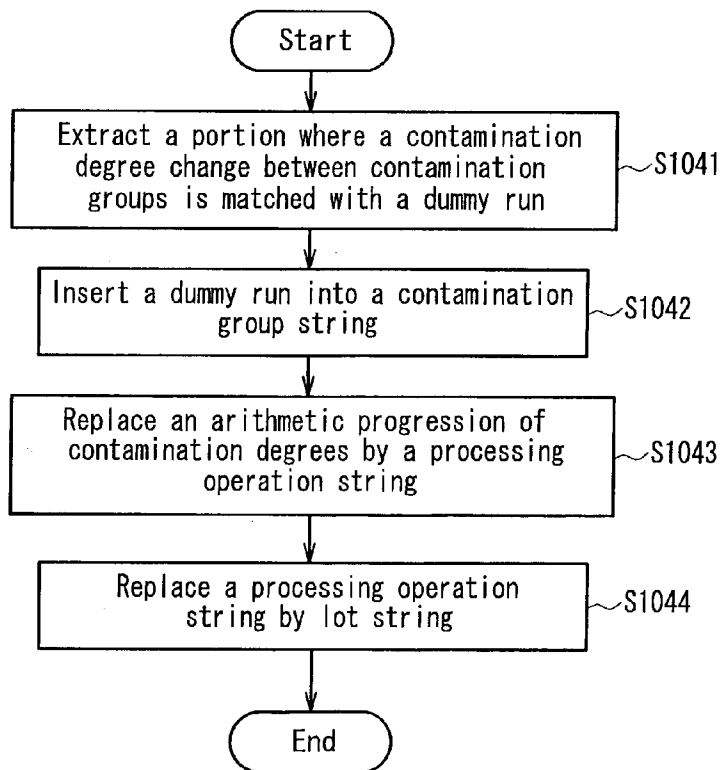 Start
Extract a portion where a contamination
degree change between contamination
groups is matched with a dummy run
S1041
Insert a dummy run into a contamination
group string
S1042
Replace an arithmetic progression of
contamination degrees by a processing
operation string
S1043
Replace a processing operation
string by lot string
S1044
End